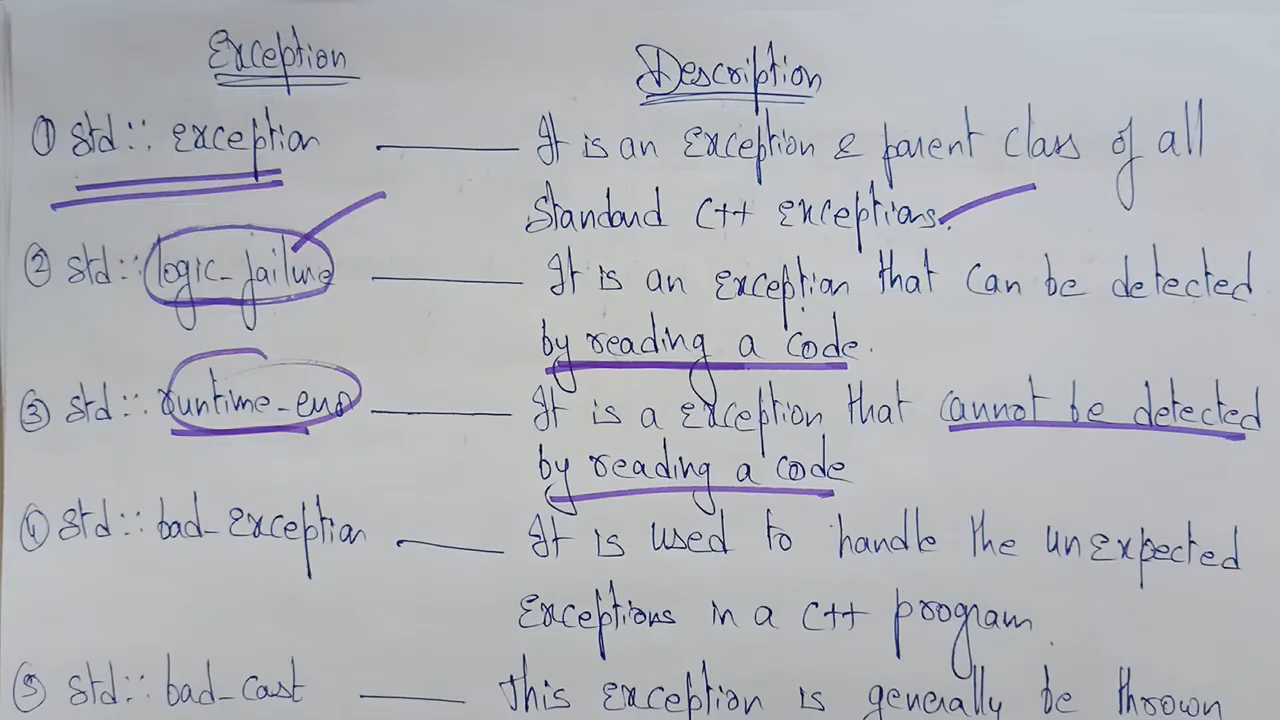 Exception Description
① std:: exception — It is an exception & parent class of all
Standard C++ exceptions.
② std:: logic_failure — It is an exception that can be detected
by reading a code.
③ std:: runtime_erro — It is a exception that cannot be detected
by reading a code
④ std:: bad_exception — It is used to handle the unexpected
exceptions in a C++ program.
⑤ std:: bad_cast — This exception is generally be thrown